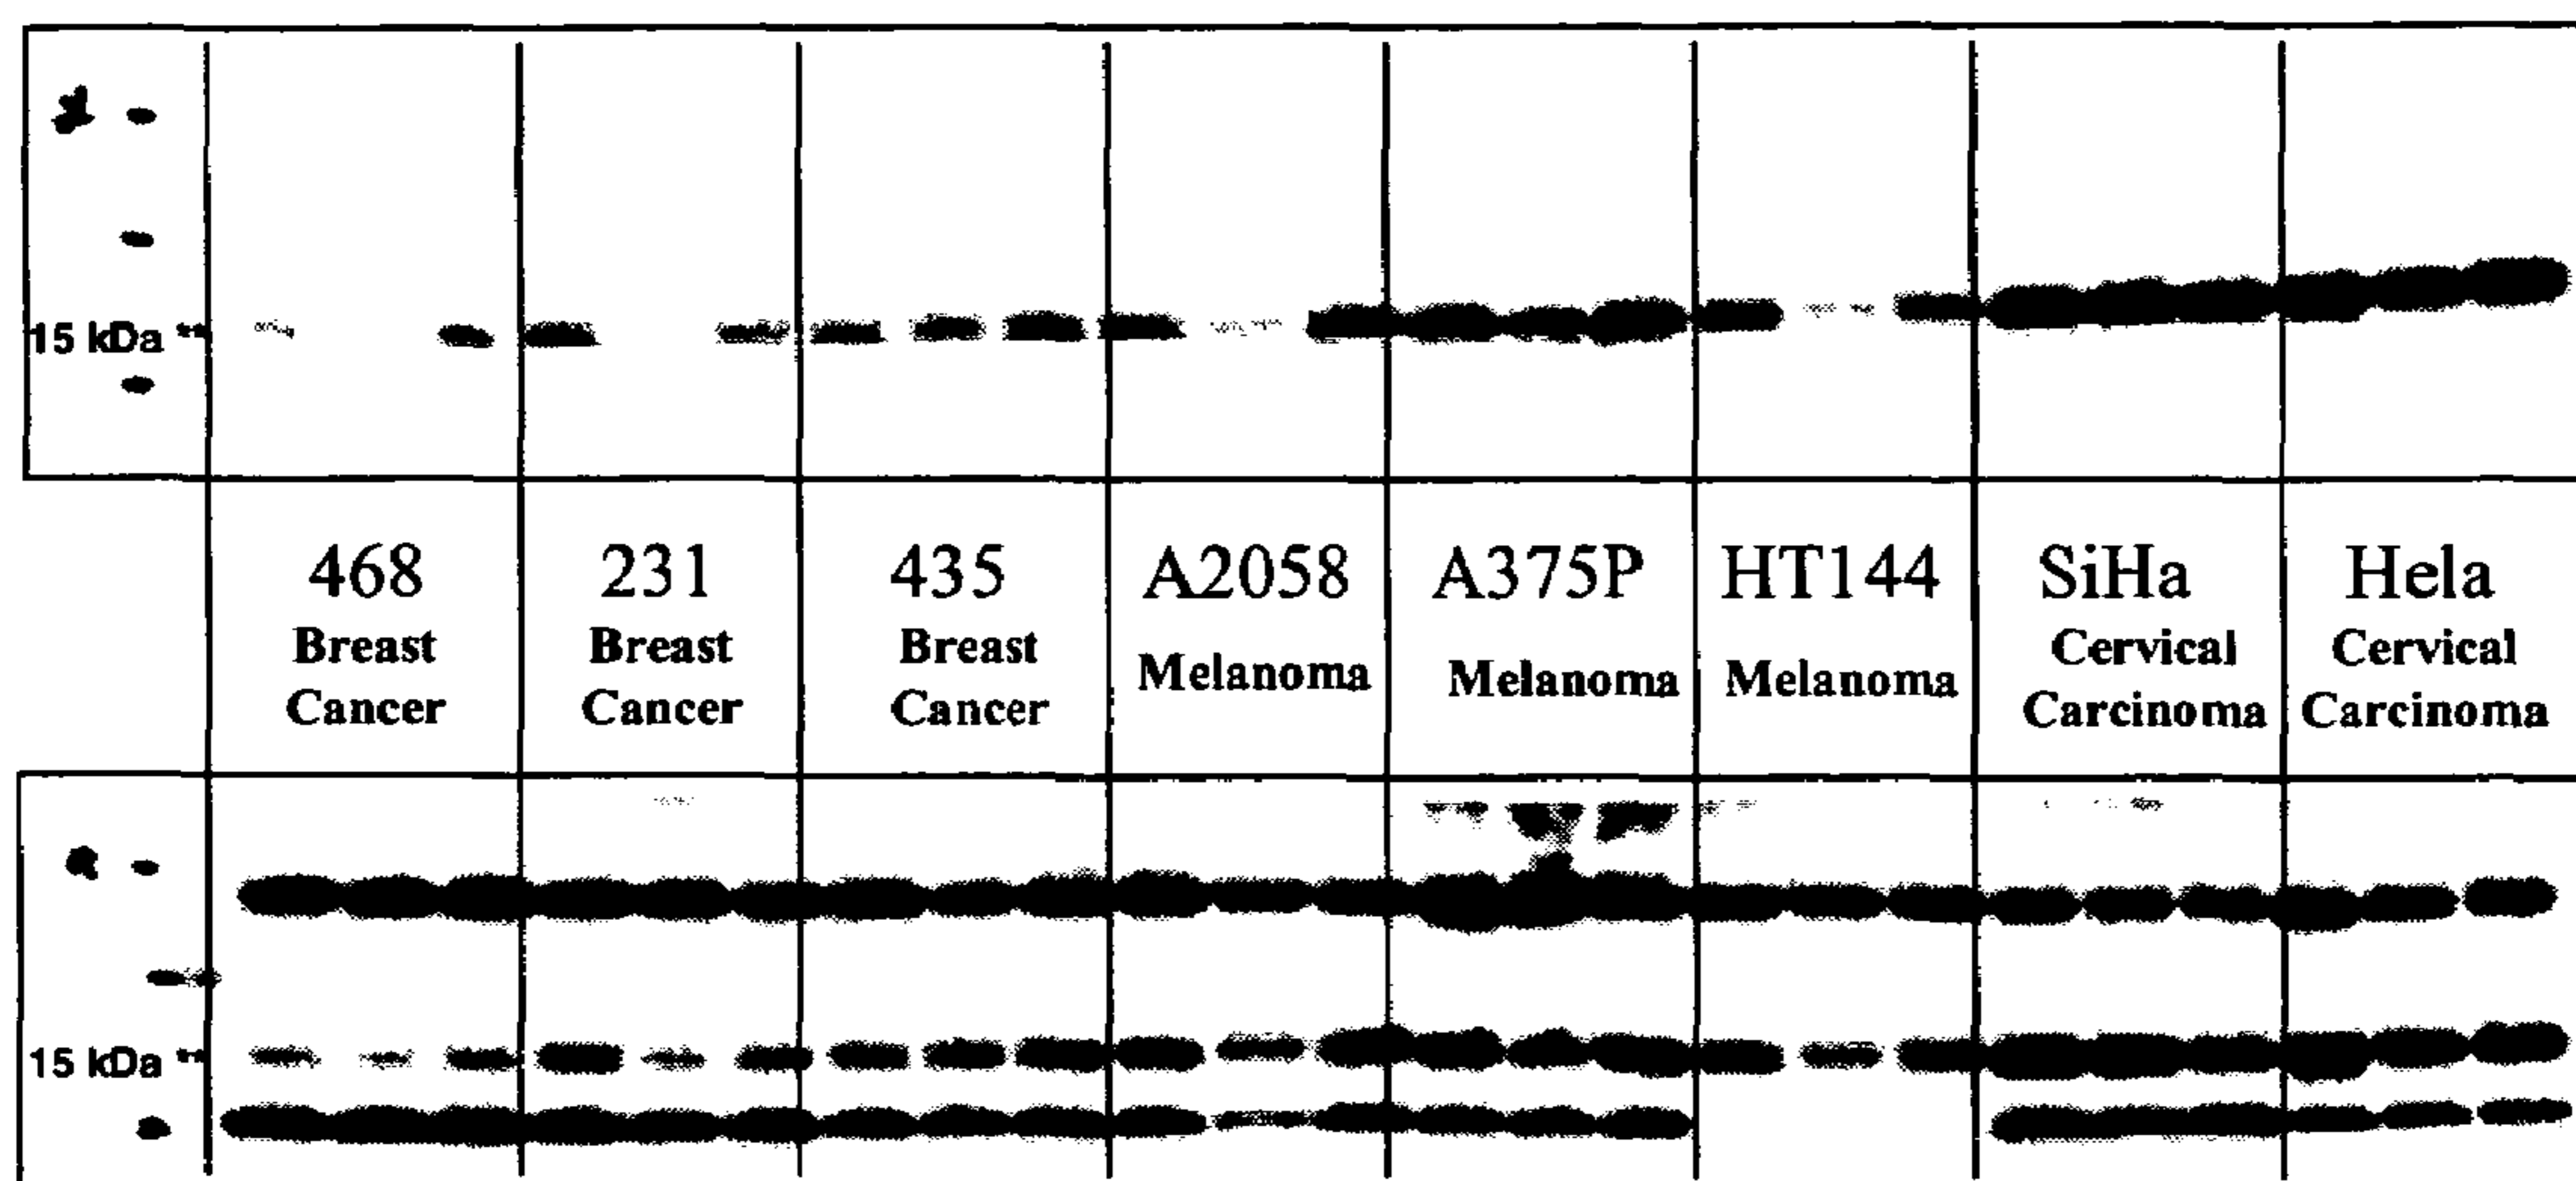 15 kDa
468
Breast
Cancer
231
Breast
Cancer
435
Breast
Cancer
A2058
Melanoma
A375P
Melanoma
HT144
Melanoma
SiHa
Cervical
Carcinoma
Hela
Cervical
Carcinoma
15 kDa